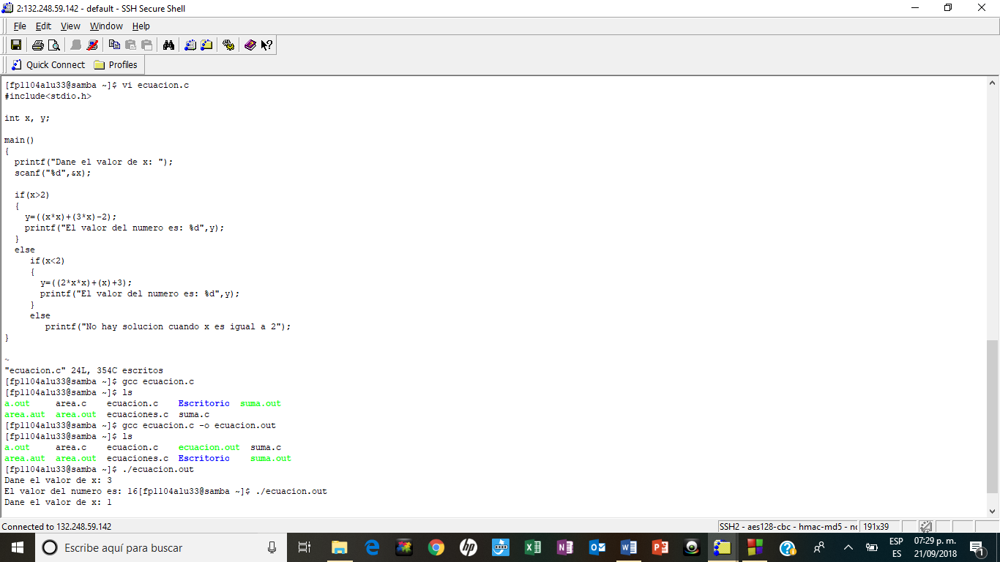 2:132.248.59.142 - default - SSH Secure Shell
File Edit View Window Help
Quick Connect Profiles
[fp1104alu33@samba ~]$ vi ecuacion.c
#include<stdio.h>
int x, y;
main()
{
printf("Dane el valor de x: ");
scanf("%d",&x);
if(x>2)
{
y=((x*x)+(3*x)-2);
printf("El valor del numero es: %d",y);
}
else
if(x<2)
{
y=((2*x*x)+(x)+3);
printf("El valor del numero es: %d",y);
}
else
printf("No hay solucion cuando x es igual a 2");
}
~
"ecuacion.c" 24L, 354C escritos
[fp1104alu33@samba ~]$ gcc ecuacion.c
[fp1104alu33@samba ~]$ ls
a.out area.c ecuacion.c Escritorio suma.out
area.aut area.out ecuaciones.c suma.c
[fp1104alu33@samba ~]$ gcc ecuacion.c -o ecuacion.out
[fp1104alu33@samba ~]$ ls
a.out area.c ecuacion.c ecuacion.out suma.c
area.aut area.out ecuaciones.c Escritorio suma.out
[fp1104alu33@samba ~]$ ./ecuacion.out
Dane el valor de x: 3
El valor del numero es: 16[fp1104alu33@samba ~]$ ./ecuacion.out
Dane el valor de x: 1
Connected to 132.248.59.142 SSH2 - aes128-cbc - hmac-md5 - nc 191x39
Escribe aquí para buscar
ESP 07:29 p. m.
ES 21/09/2018